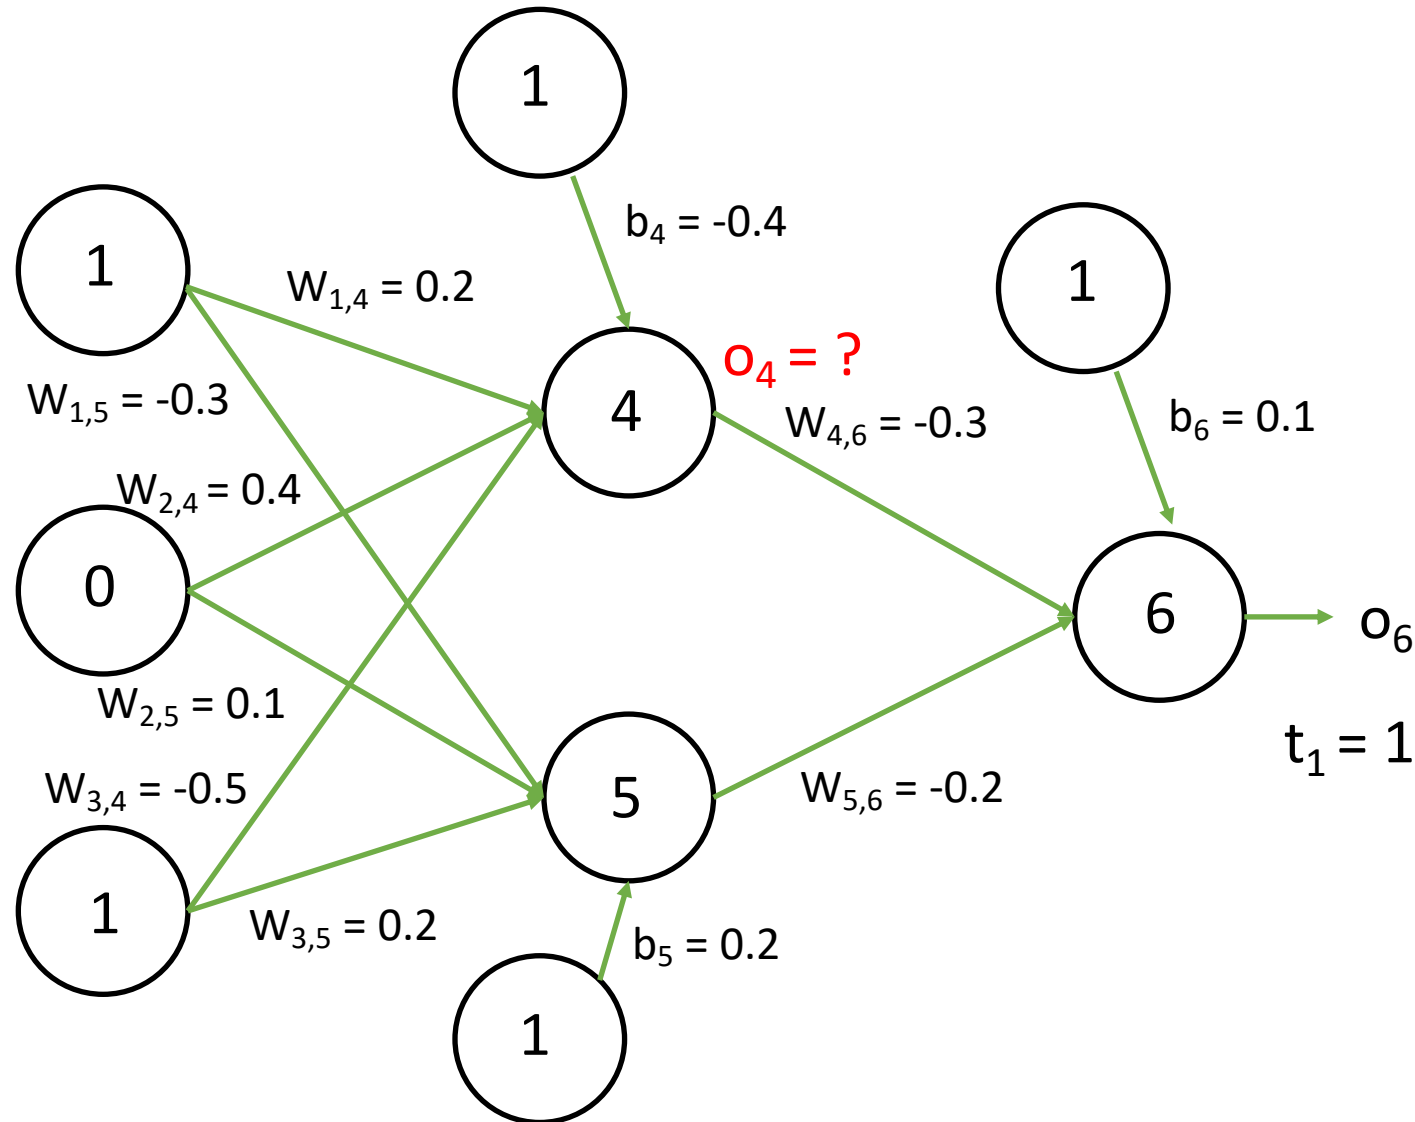 1
b₄ = -0.4
1
W₁,₄ = 0.2
1
o₄ = ?
W₁,₅ = -0.3
4
W₄,₆ = -0.3
b₆ = 0.1
W₂,₄ = 0.4
0
6
o₆
W₂,₅ = 0.1
t₁ = 1
W₃,₄ = -0.5
5
W₅,₆ = -0.2
1
W₃,₅ = 0.2
b₅ = 0.2
1